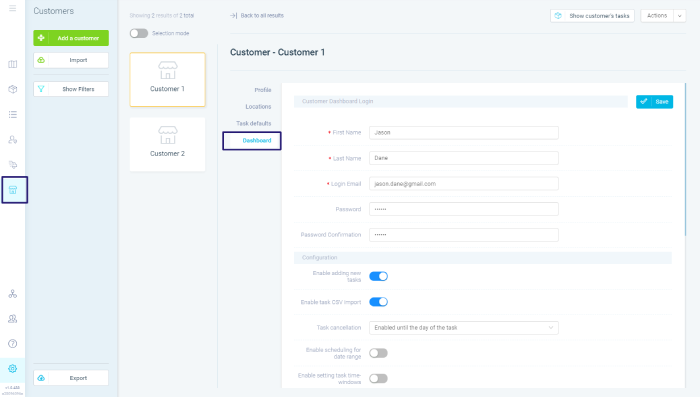 Customers
Add a customer
Import
Show Filters
Export
Showing 2 results of 2 total
Selection mode
Customer 1
Customer 2
Back to all results
Show customer's tasks
Actions
Customer - Customer 1
Profile
Locations
Task defaults
Dashboard
Customer Dashboard Login
Save
* First Name
Jason
* Last Name
Dane
* Login Email
jason.dane@gmail.com
Password
••••••
Password Confirmation
••••••
Configuration
Enable adding new
tasks
Enable task CSV import
Task cancellation
Enabled until the day of the task
Enable scheduling for
date range
Enable setting task time-
windows